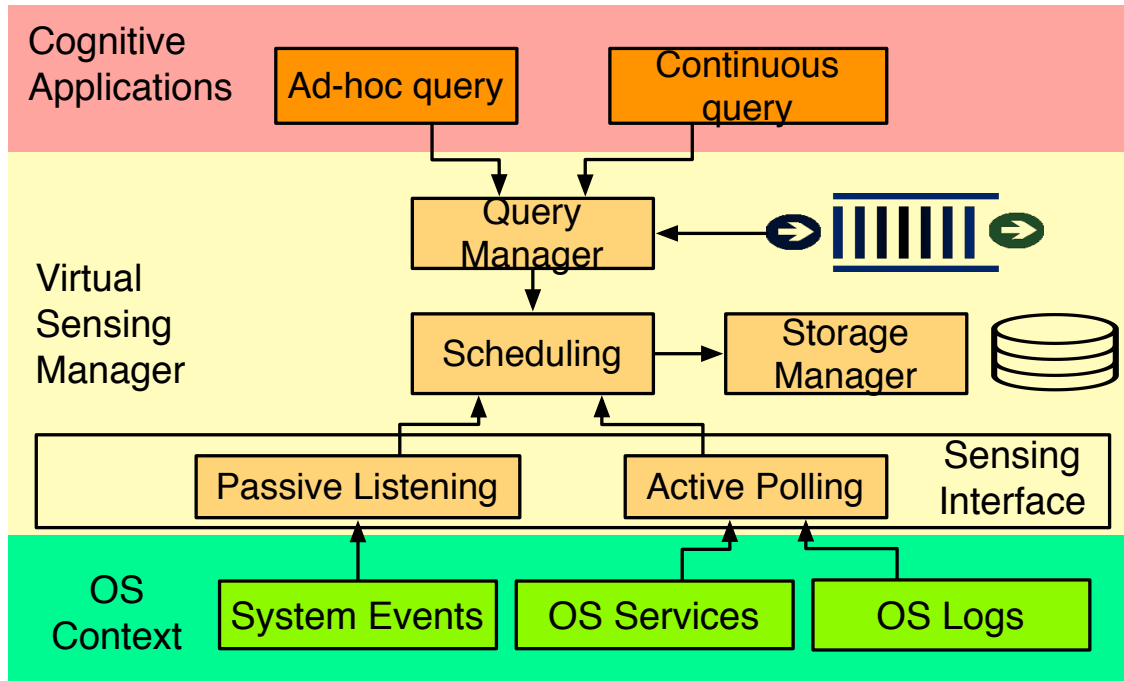 Cognitive
Applications
Ad-hoc query
Continuous
query
Query
Manager
Virtual
Sensing
Manager
Scheduling
Storage
Manager
Passive Listening
Active Polling
Sensing
Interface
OS
Context
System Events
OS Services
OS Logs